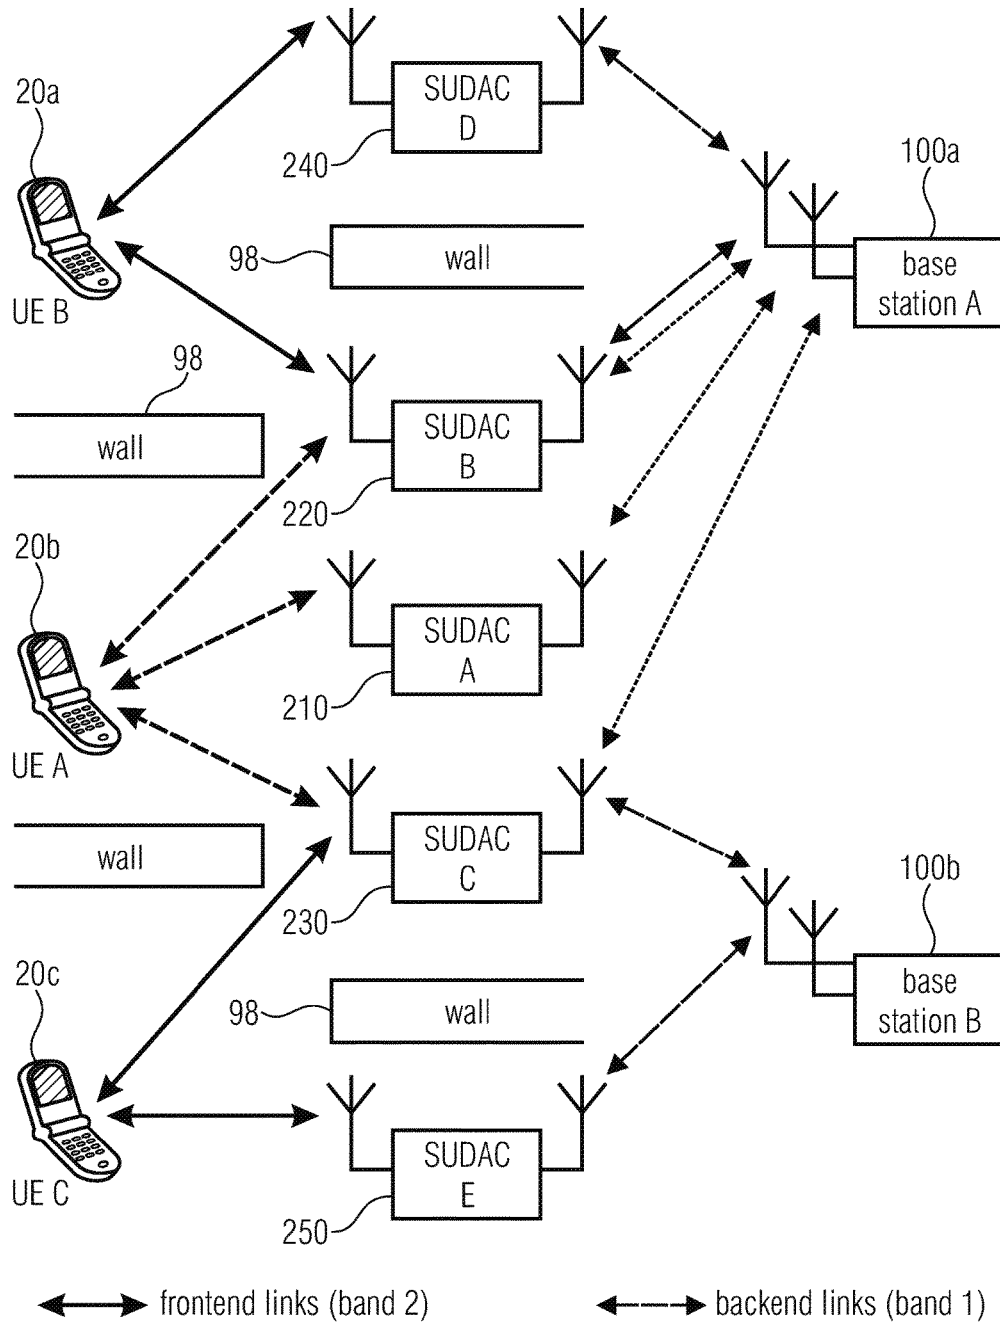 20a
UE B
SUDAC
D
240
100a
base
station A
98
wall
98
wall
SUDAC
B
220
20b
UE A
SUDAC
A
210
wall
SUDAC
C
230
100b
base
station B
20c
UE C
98
wall
SUDAC
E
250
frontend links (band 2)
backend links (band 1)